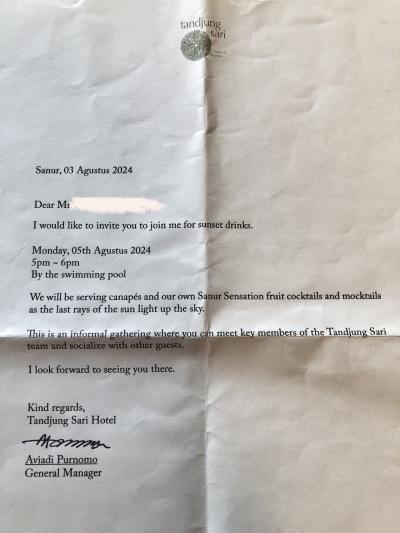 tandjung
sari
Sanur, 03 Agustus 2024
Dear Mr
I would like to invite you to join me for sunset drinks.
Monday, 05th Agustus 2024
5pm ~ 6pm
By the swimming pool
We will be serving canapés and our own Sanur Sensation fruit cocktails and mocktails
as the last rays of the sun light up the sky.
This is an informal gathering where you can meet key members of the Tandjung Sari
team and socialize with other guests.
I look forward to seeing you there.
Kind regards,
Tandjung Sari Hotel
Aviadi Purnomo
General Manager